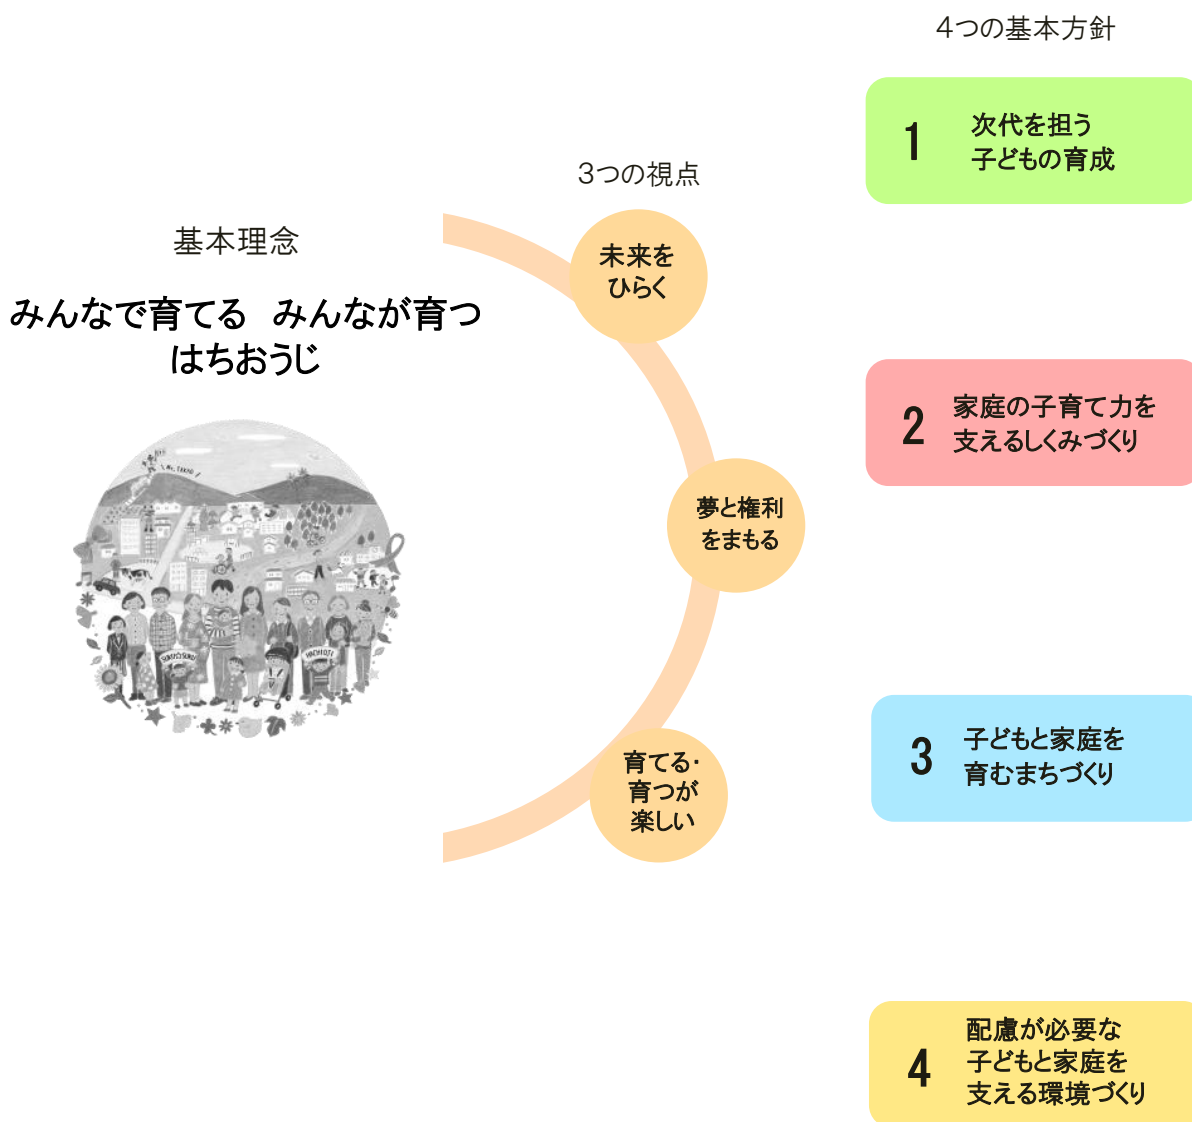 基本理念
みんなで育てる　みんなが育つ
はちおうじ
Mt. TAKAO
HACHIOJI
3つの視点
未来を
ひらく
夢と権利
をまもる
育てる・
育つが
楽しい
4つの基本方針
1
次代を担う
子どもの育成
2
家庭の子育て力を
支えるしくみづくり
3
子どもと家庭を
育むまちづくり
4
配慮が必要な
子どもと家庭を
支える環境づくり